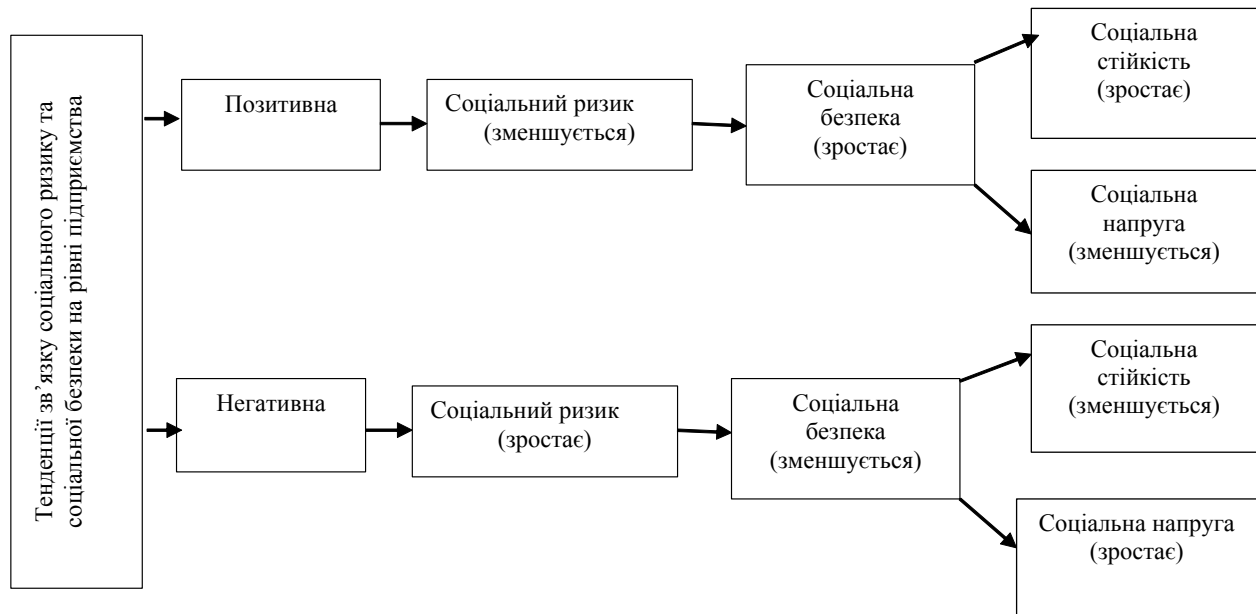 Тенденції зв’язку соціального ризику та
соціальної безпеки на рівні підприємства
Позитивна
Соціальний ризик
(зменшується)
Соціальна
безпека
(зростає)
Соціальна
стійкість
(зростає)
Соціальна
напруга
(зменшується)
Негативна
Соціальний ризик
(зростає)
Соціальна
безпека
(зменшується)
Соціальна
стійкість
(зменшується)
Соціальна напруга
(зростає)